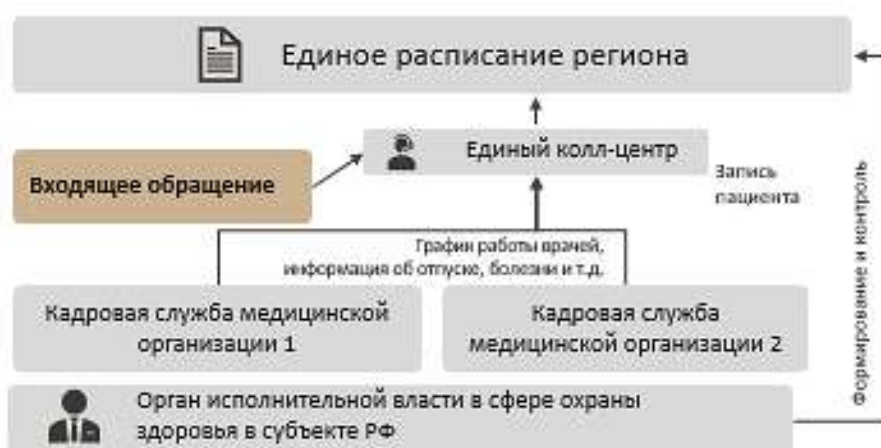 Единое расписание региона
Единый колл-центр
Входящее обращение
Запись
пациента
График работы врачей,
информация об отпуске, болезни и т.д.
Кадровая служба медицинской
организации 1
Кадровая служба
медицинской организации 2
Формирование и контроль
Орган исполнительной власти в сфере охраны
здоровья в субъекте РФ